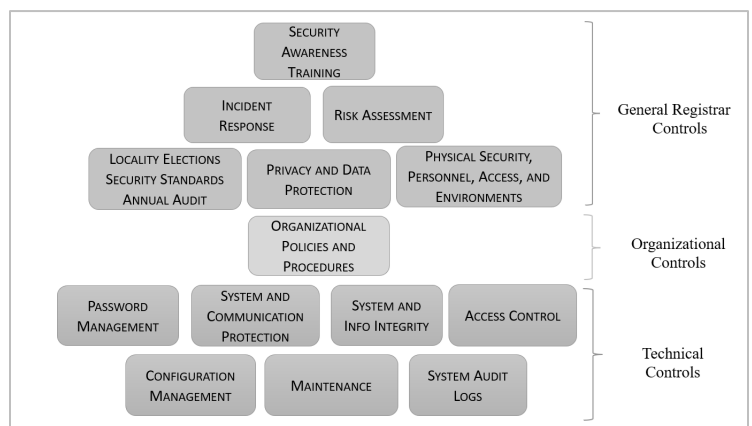 SECURITY
AWARENESS
TRAINING
INCIDENT
RESPONSE
RISK ASSESSMENT
General Registrar
Controls
LOCALITY ELECTIONS
SECURITY STANDARDS
ANNUAL AUDIT
PRIVACY AND DATA
PROTECTION
PHYSICAL SECURITY,
PERSONNEL, ACCESS, AND
ENVIRONMENTS
ORGANIZATIONAL
POLICIES AND
PROCEDURES
Organizational
Controls
PASSWORD
MANAGEMENT
SYSTEM AND
COMMUNICATION
PROTECTION
SYSTEM AND
INFO INTEGRITY
ACCESS CONTROL
CONFIGURATION
MANAGEMENT
MAINTENANCE
SYSTEM AUDIT
LOGS
Technical
Controls